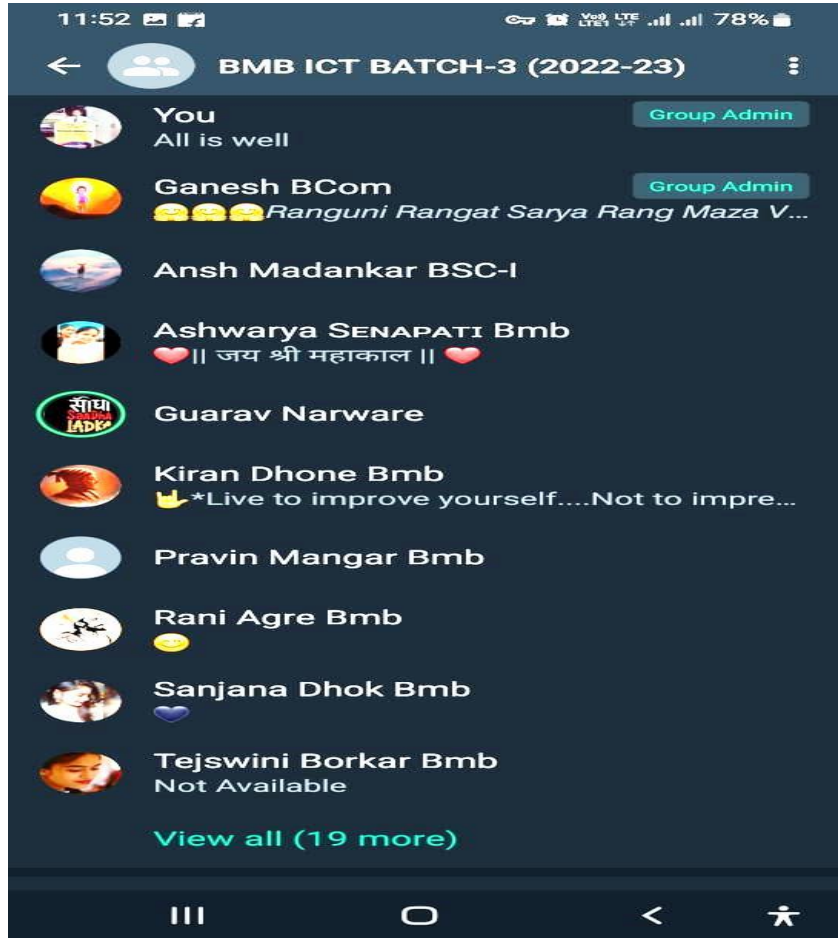 11:52 78%
BMB ICT BATCH-3 (2022-23)
You Group Admin
All is well
Ganesh BCom Group Admin
🤗🤗🤗Ranguni Rangat Sarya Rang Maza V...
Ansh Madankar BSC-I
Ashwarya Sᴇɴᴀᴘᴀᴛɪ Bmb
❤️|| जय श्री महाकाल || ❤️
सीधा
SANDHA
LADKA
Guarav Narware
Kiran Dhone Bmb
🤟*Live to improve yourself....Not to impre...
Pravin Mangar Bmb
Rani Agre Bmb
😊
Sanjana Dhok Bmb
💙
Tejswini Borkar Bmb
Not Available
View all (19 more)